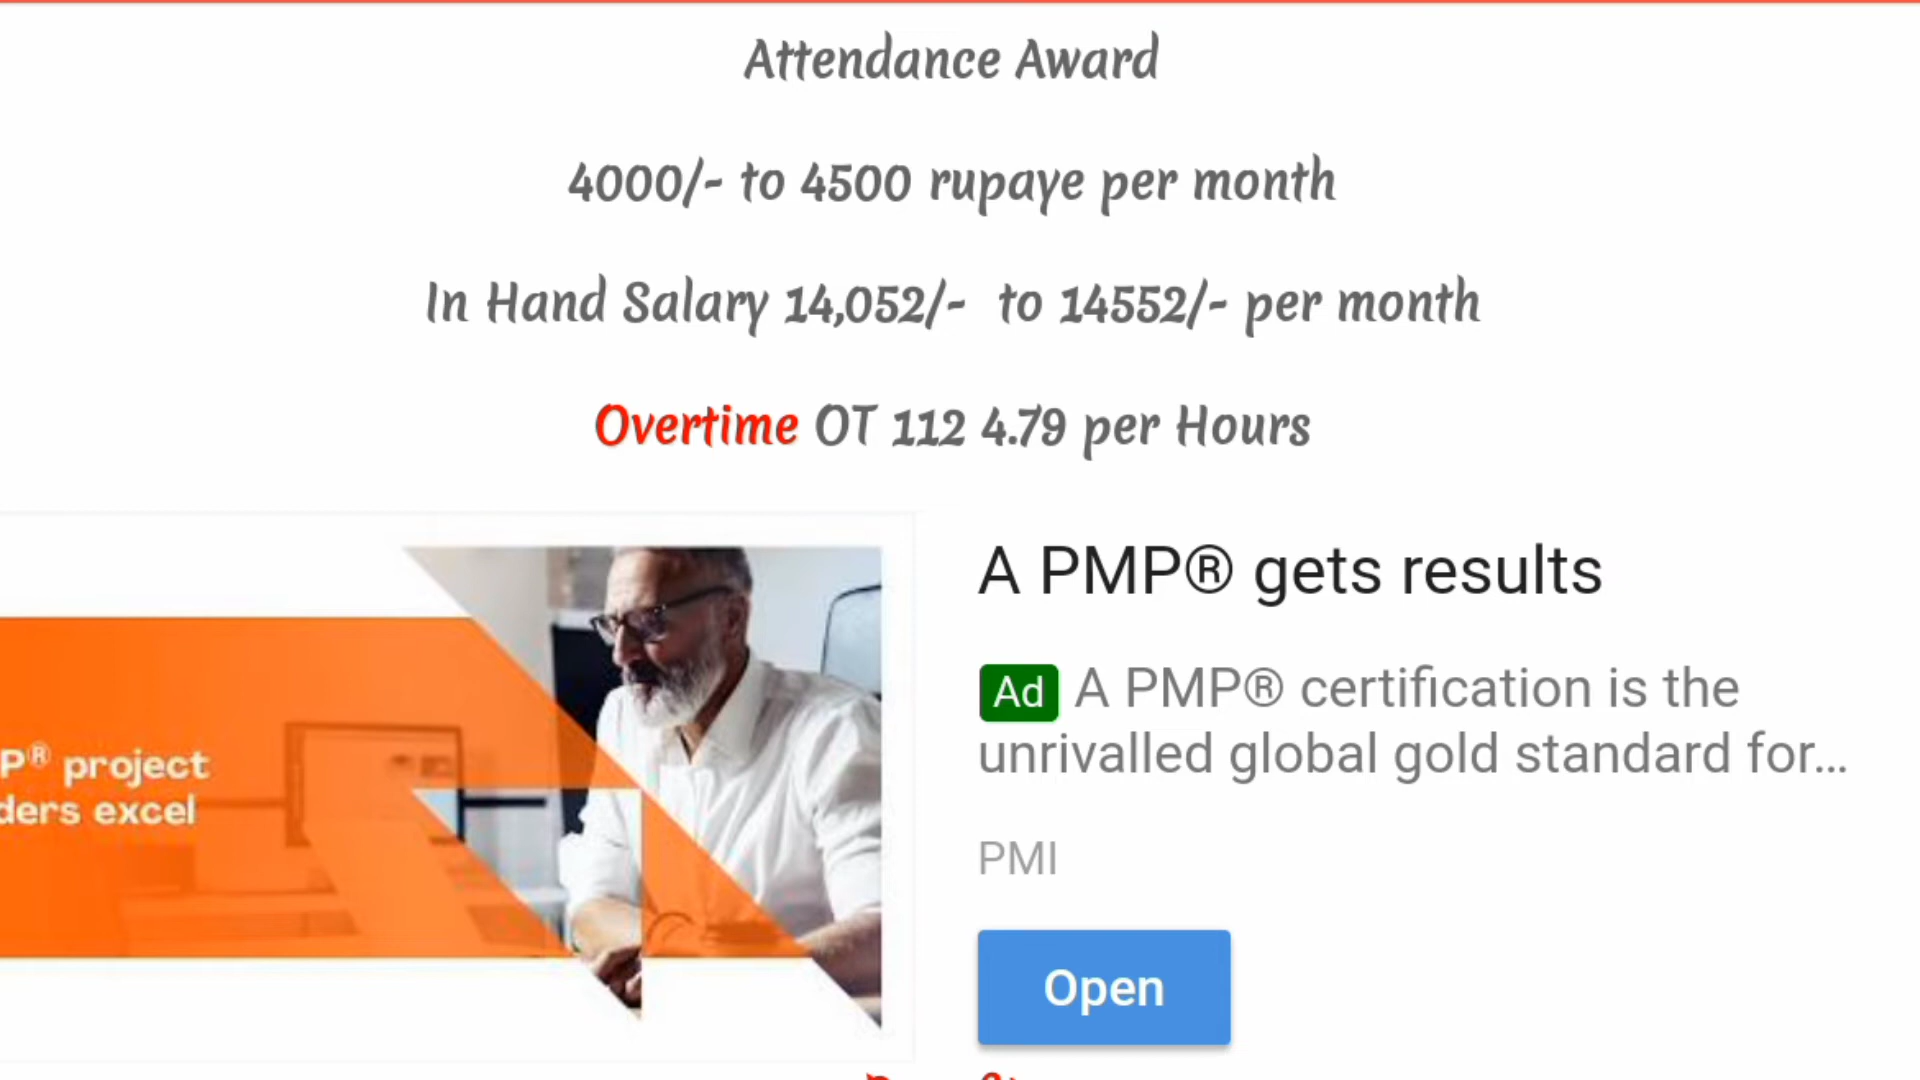 Attendance Award
4000/- to 4500 rupaye per month
In Hand Salary 14,052/- to 14552/- per month
Overtime OT 112 4.79 per Hours
P® project
ders excel
A PMP® gets results
Ad A PMP® certification is the
unrivalled global gold standard for...
PMI
Open